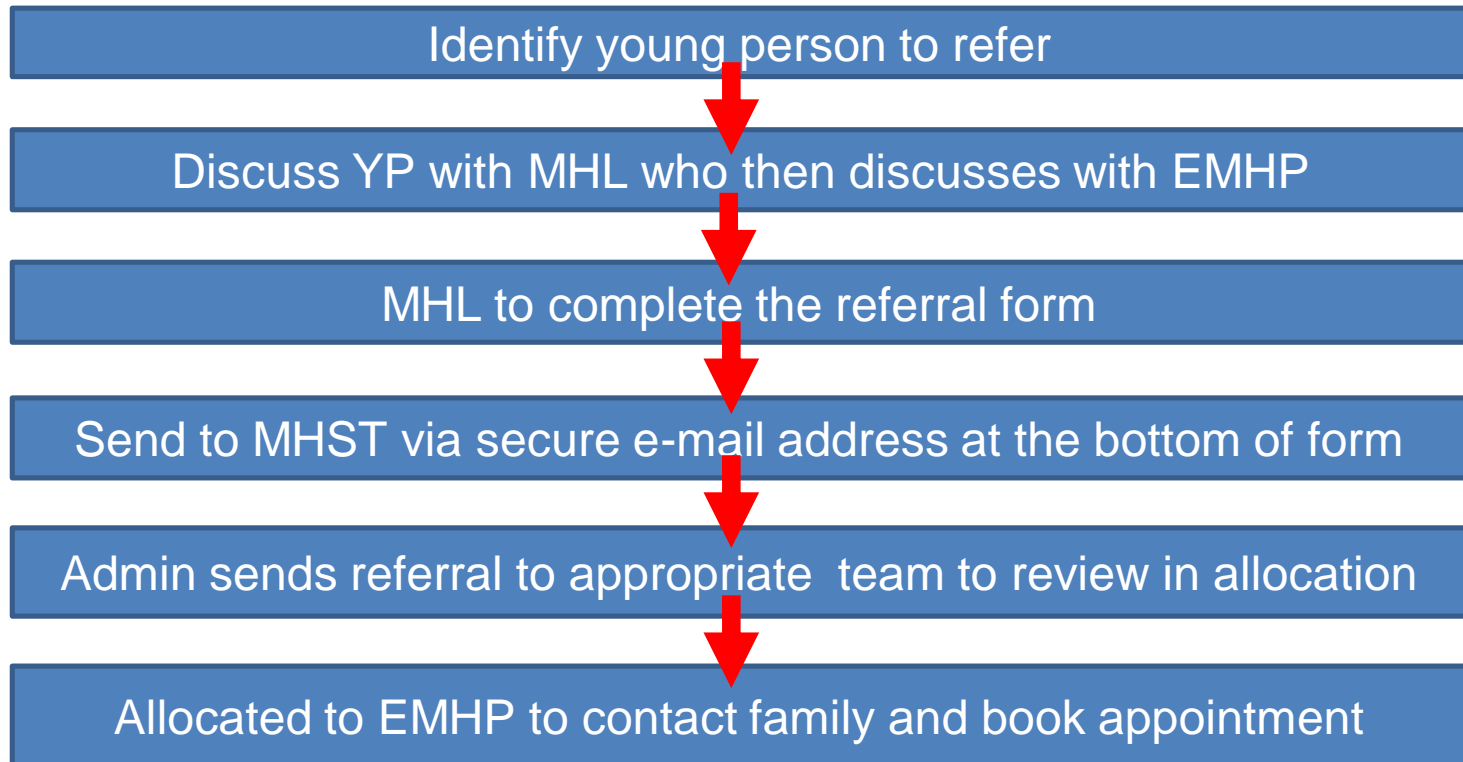 Identify young person to refer
Discuss YP with MHL who then discusses with EMHP
MHL to complete the referral form
Send to MHST via secure e-mail address at the bottom of form
Admin sends referral to appropriate  team to review in allocation
Allocated to EMHP to contact family and book appointment